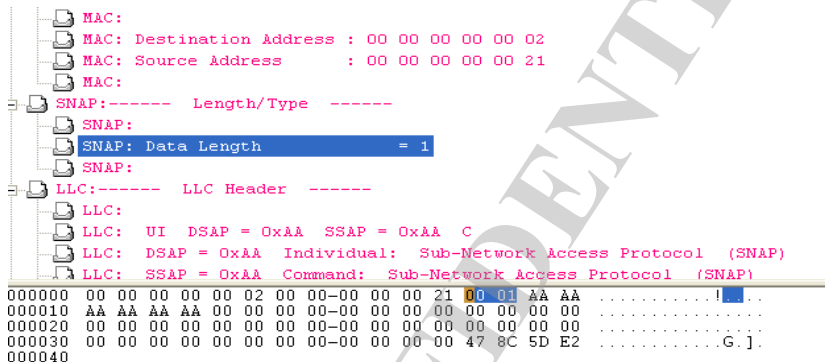 MAC:
MAC: Destination Address : 00 00 00 00 00 02
MAC: Source Address : 00 00 00 00 00 21
MAC:
SNAP:------ Length/Type ------
SNAP:
SNAP: Data Length = 1
SNAP:
LLC:------ LLC Header ------
LLC:
LLC: UI DSAP = 0xAA SSAP = 0xAA C
LLC: DSAP = 0xAA Individual: Sub-Network Access Protocol (SNAP)
LLC: SSAP = 0xAA Command: Sub-Network Access Protocol (SNAP)
000000 00 00 00 00 00 02 00 00-00 00 00 21 00 01 AA AA ............!...
000010 AA AA AA AA 00 00 00 00-00 00 00 00 00 00 00 00 ................
000020 00 00 00 00 00 00 00 00-00 00 00 00 00 00 00 00 ................
000030 00 00 00 00 00 00 00 00-00 00 00 00 47 8C 5D E2 ............G.].
000040
FIDENTI